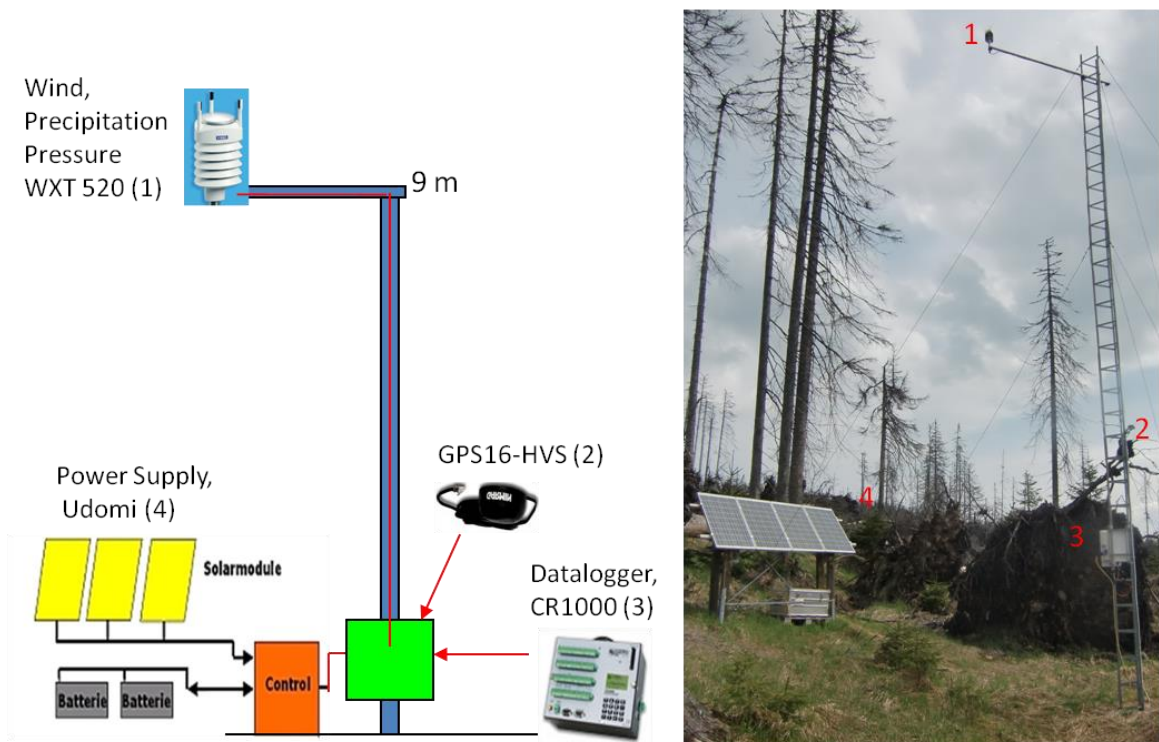 Wind,
Precipitation
Pressure
WXT 520 (1)
9 m
GPS16-HVS (2)
Power Supply,
Udomi (4)
Solarmodule
Datalogger,
CR1000 (3)
Batterie
Batterie
Control
1
2
3
4